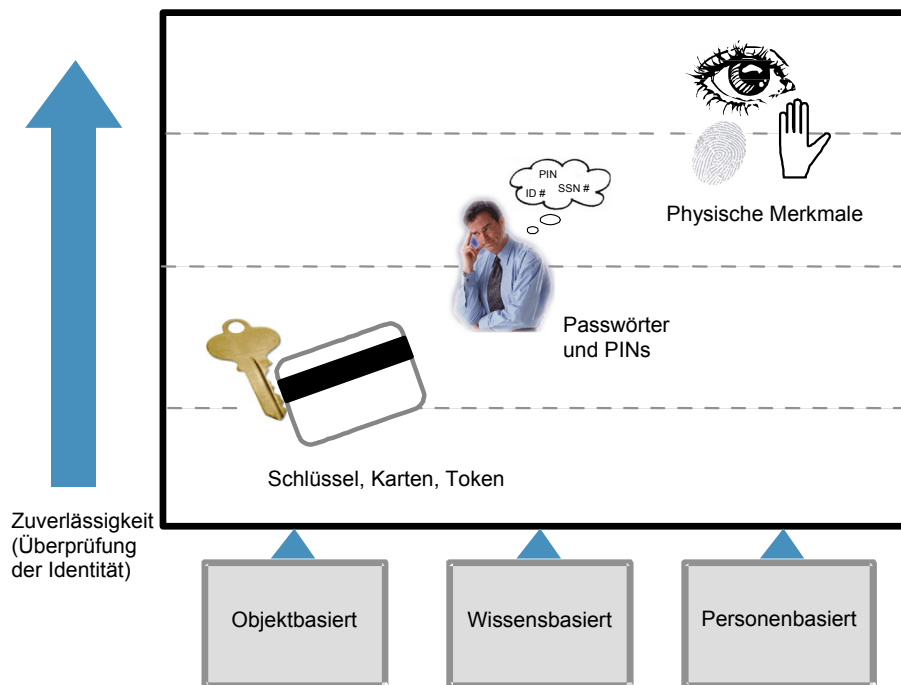 PIN
ID # SSN #
Physische Merkmale
Passwörter
und PINs
Schlüssel, Karten, Token
Zuverlässigkeit
(Überprüfung
der Identität)
Objektbasiert
Wissensbasiert
Personenbasiert